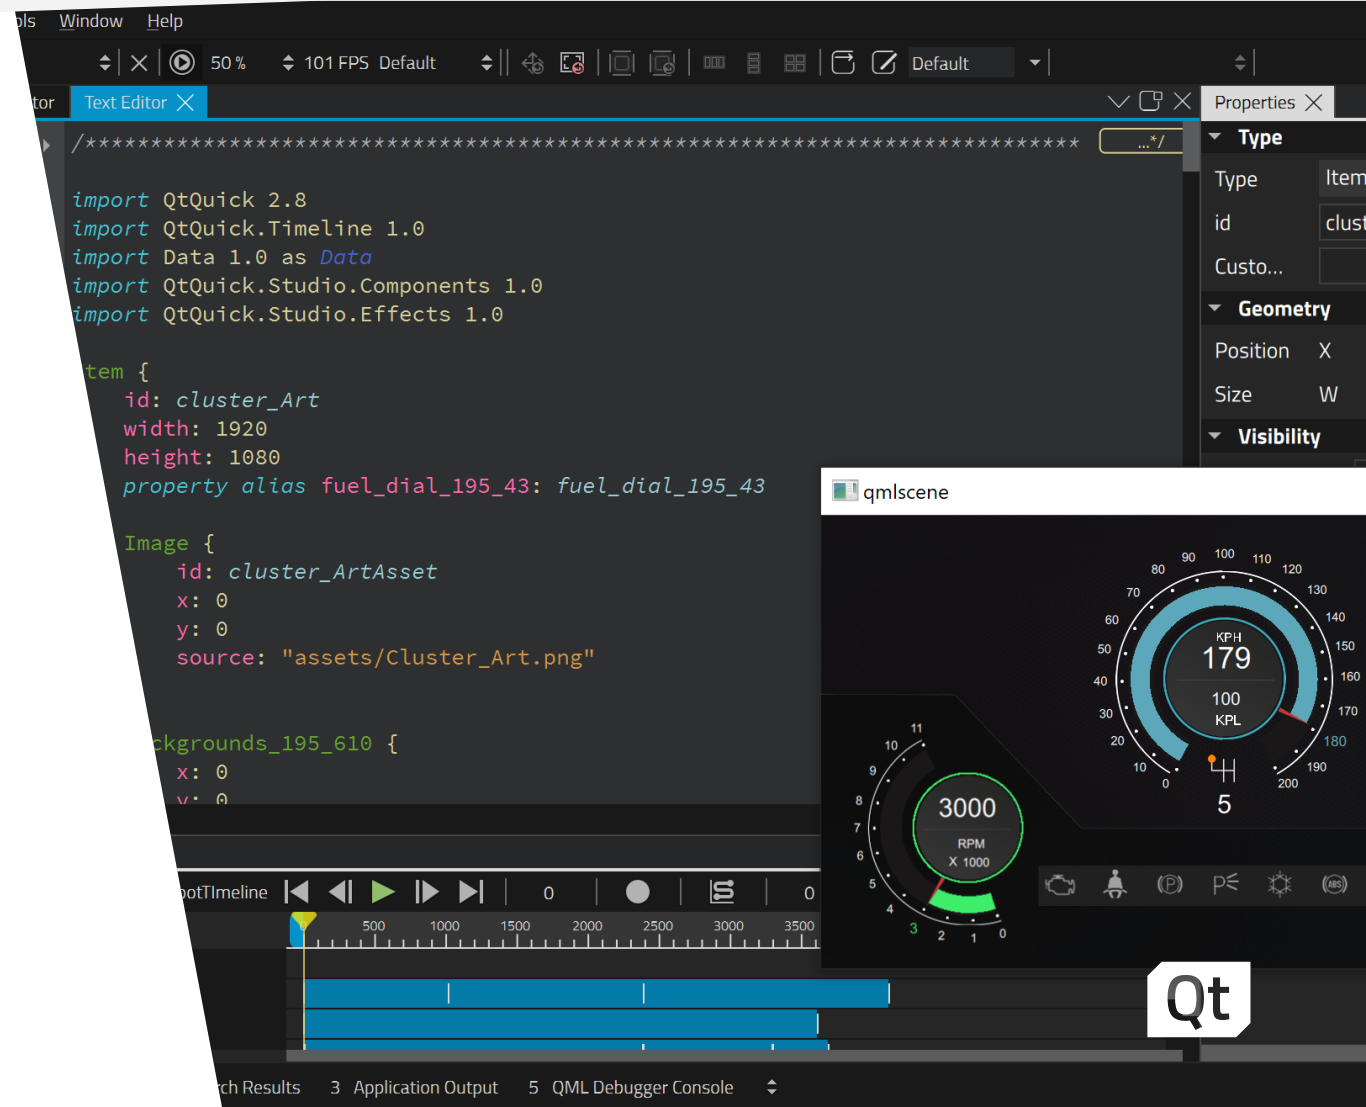 ols Window Help
50 % 101 FPS Default Default
tor Text Editor Properties
/**************************************************************************** ...*/
import QtQuick 2.8
import QtQuick.Timeline 1.0
import Data 1.0 as Data
import QtQuick.Studio.Components 1.0
import QtQuick.Studio.Effects 1.0
tem {
id: cluster_Art
width: 1920
height: 1080
property alias fuel_dial_195_43: fuel_dial_195_43
Image {
id: cluster_ArtAsset
x: 0
y: 0
source: "assets/Cluster_Art.png"
ckgrounds_195_610 {
x: 0
y: 0
Type
Type Item
id clust
Custo...
Geometry
Position X
Size W
Visibility
qmlscene
0 10 20 30 40 50 60 70 80 90 100 110 120 130 140 150 160 170 180 190 200
KPH
179
100
KPL
5
11 10 9 8 7 6 5 4 3 2 1 0
3000
RPM
X 1000
P
ABS
ootTImeline 0 0
500 1000 1500 2000 2500 3000 3500
Qt
rch Results 3 Application Output 5 QML Debugger Console